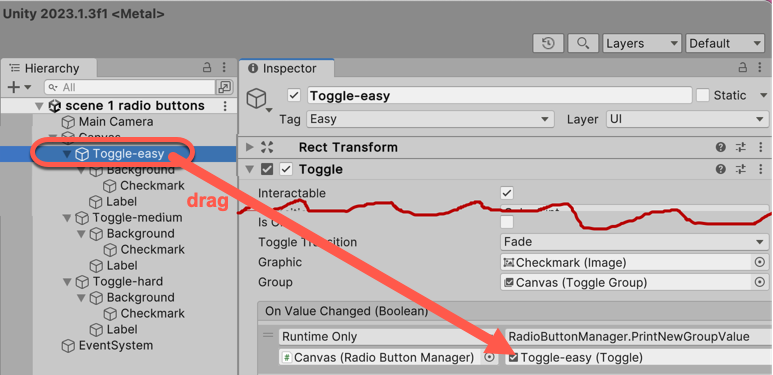 Unity 2023.1.3f1 <Metal>
Layers
Default
Hierarchy
All
scene 1 radio buttons
Main Camera
Canvas
Toggle-easy
Background
Checkmark
Label
Toggle-medium
Background
Checkmark
Label
Toggle-hard
Background
Checkmark
Label
EventSystem
drag
Inspector
Toggle-easy
Static
Tag Easy Layer UI
Rect Transform
Toggle
Interactable
Toggle Transition Fade
Graphic Checkmark (Image)
Group Canvas (Toggle Group)
On Value Changed (Boolean)
Runtime Only RadioButtonManager.PrintNewGroupValue
# Canvas (Radio Button Manager) Toggle-easy (Toggle)